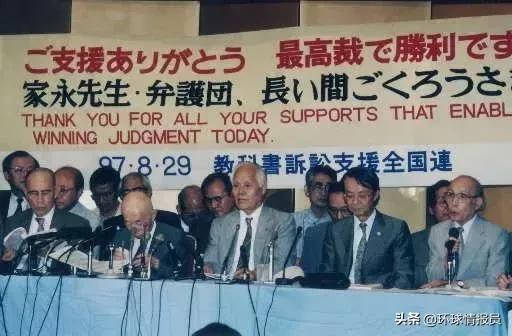 ご支援ありがとう 最高裁で勝利です
家永先生・弁護団、長い間ごくろうさ
THANK YOU FOR ALL YOUR SUPPORTS THAT ENABL
WINNING JUDGMENT TODAY.
97・8・29 教科書訴訟支援全国連
头条 @环球情报员